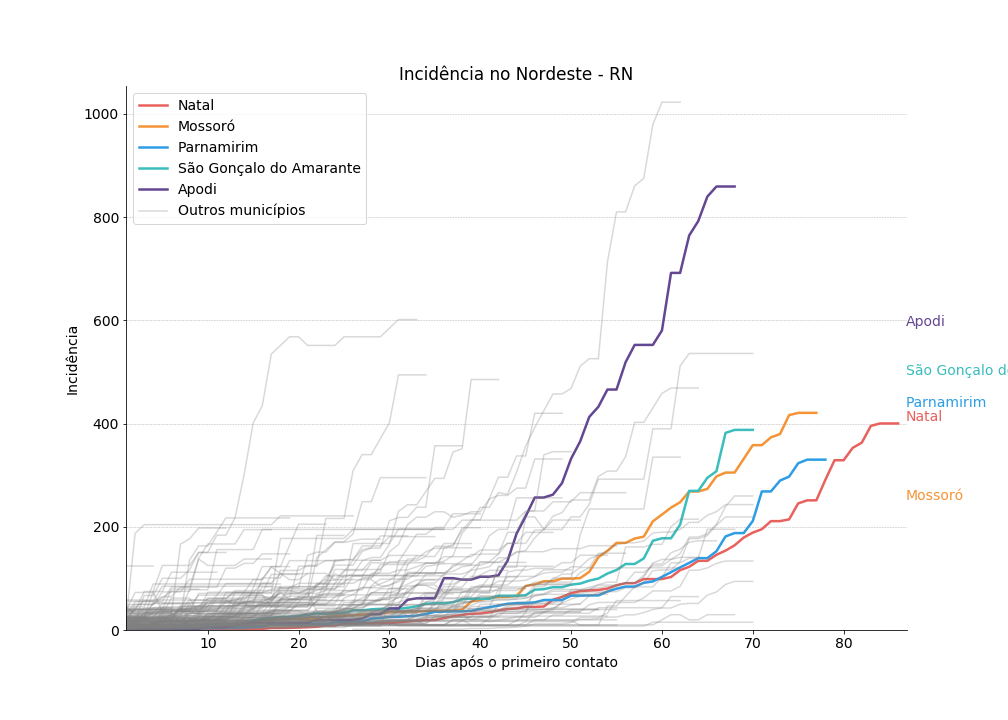 Incidência no Nordeste - RN
Natal
Mossoró
Parnamirim
São Gonçalo do Amarante
Apodi
Outros municípios
1000
800
600
400
200
0
Incidência
10 20 30 40 50 60 70 80
Dias após o primeiro contato
Apodi
São Gonçalo d
Parnamirim
Natal
Mossoró